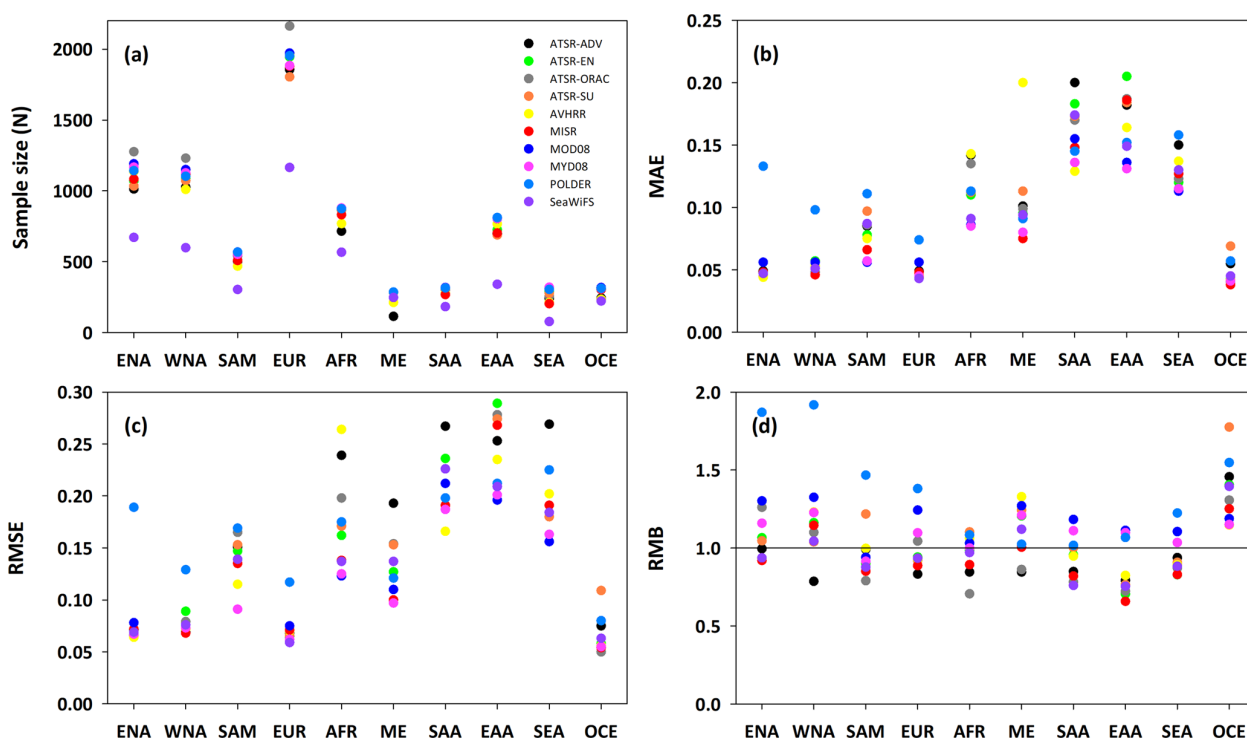 (a)
Sample size (N)
2000
1500
1000
500
0
ENA WNA SAM EUR AFR ME SAA EAA SEA OCE
ATSR-ADV
ATSR-EN
ATSR-ORAC
ATSR-SU
AVHRR
MISR
MOD08
MYD08
POLDER
SeaWiFS
(b)
MAE
0.25
0.20
0.15
0.10
0.05
0.00
ENA WNA SAM EUR AFR ME SAA EAA SEA OCE
(c)
RMSE
0.30
0.25
0.20
0.15
0.10
0.05
0.00
ENA WNA SAM EUR AFR ME SAA EAA SEA OCE
(d)
RMB
2.0
1.5
1.0
0.5
0.0
ENA WNA SAM EUR AFR ME SAA EAA SEA OCE